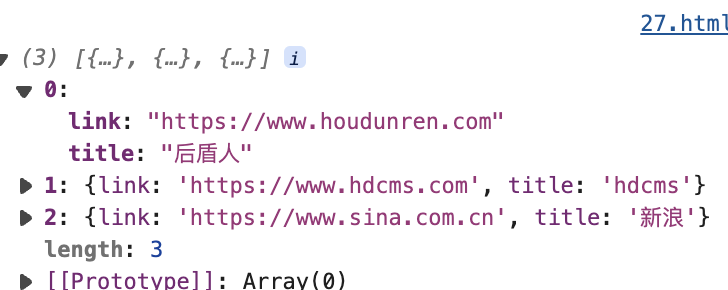 27.html
(3) [{…}, {…}, {…}] i
0:
link: "https://www.houdunren.com"
title: "后盾人"
1: {link: 'https://www.hdcms.com', title: 'hdcms'}
2: {link: 'https://www.sina.com.cn', title: '新浪'}
length: 3
[[Prototype]]: Array(0)